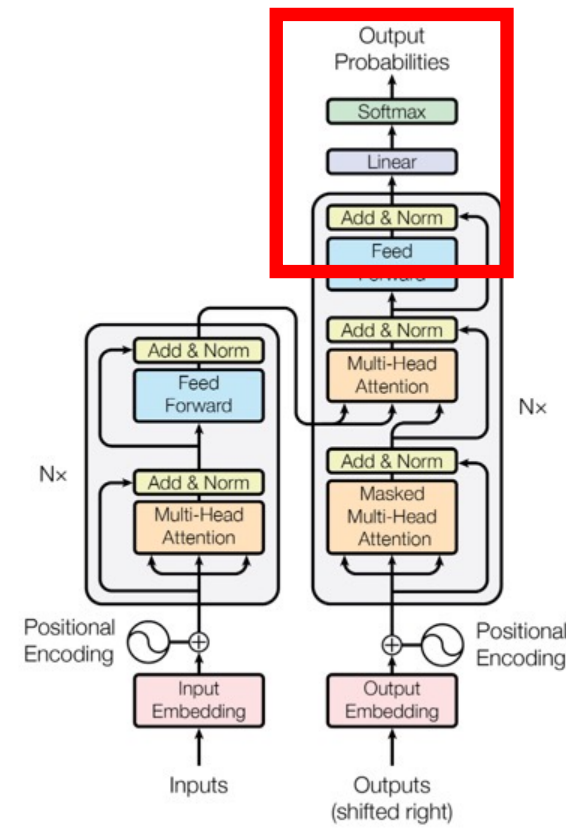 Output
Probabilities
Softmax
Linear
Add & Norm
Feed
Forward
Add & Norm
Multi-Head
Attention
Nx
Add & Norm
Masked
Multi-Head
Attention
Add & Norm
Feed
Forward
Nx
Add & Norm
Multi-Head
Attention
Positional
Encoding
Positional
Encoding
Input
Embedding
Output
Embedding
Inputs
Outputs
(shifted right)